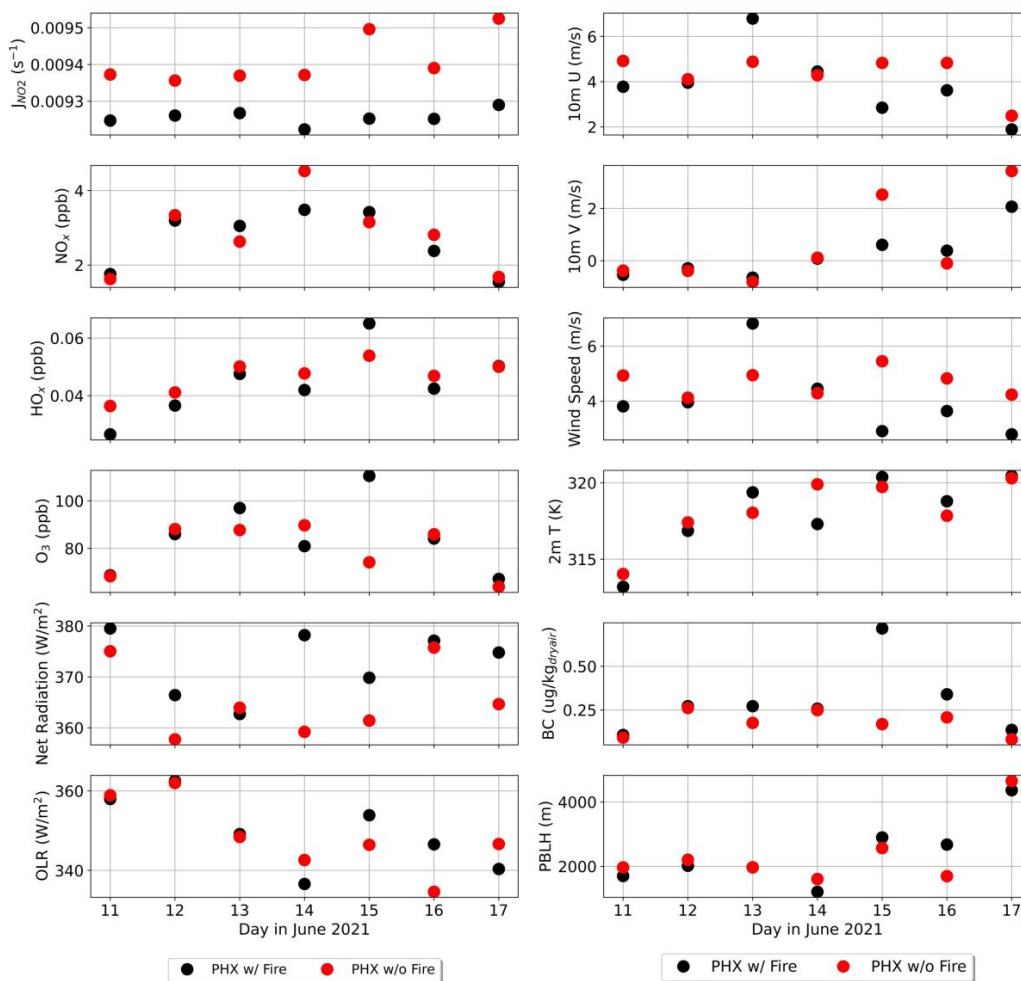 J_NO2 (s⁻¹)
0.0095
0.0094
0.0093
NOₓ (ppb)
4
2
HOₓ (ppb)
0.06
0.04
O₃ (ppb)
100
80
Net Radiation (W/m²)
380
370
360
OLR (W/m²)
360
340
11 12 13 14 15 16 17
Day in June 2021
PHX w/ Fire PHX w/o Fire
10m U (m/s)
6
4
2
10m V (m/s)
2
0
Wind Speed (m/s)
6
4
2m T (K)
320
315
BC (ug/kg_dryair)
0.50
0.25
PBLH (m)
4000
2000
11 12 13 14 15 16 17
Day in June 2021
PHX w/ Fire PHX w/o Fire